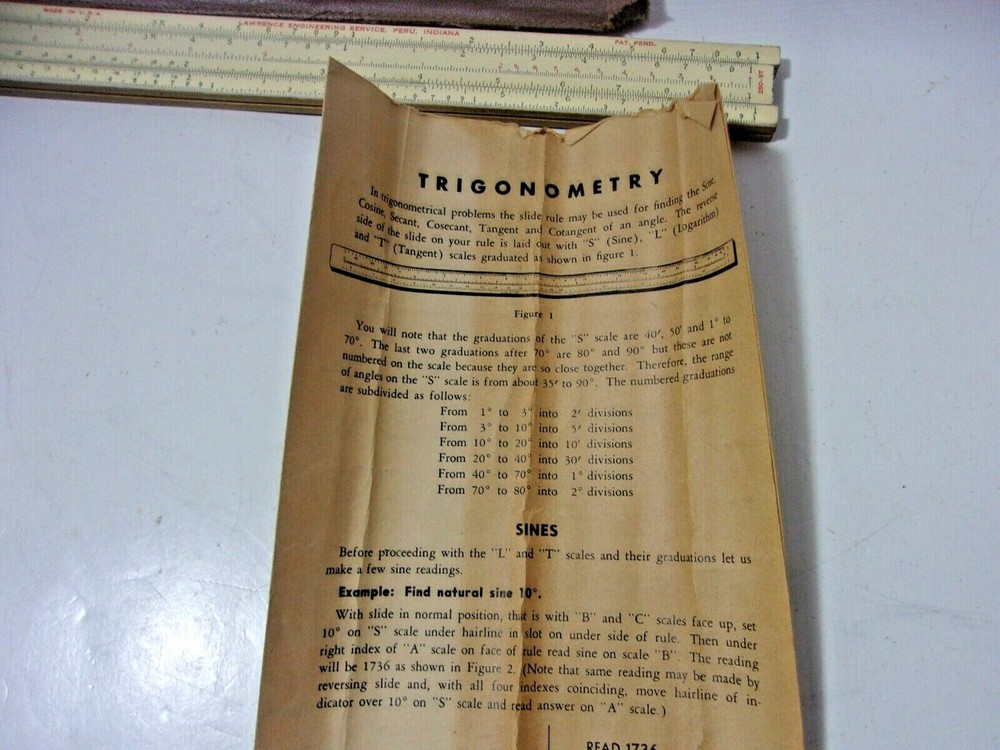 MADE IN U.S.A.
LAWRENCE ENGINEERING SERVICE, PERU, INDIANA
PAT. PEND.
250-ST
TRIGONOMETRY
In trigonometrical problems the slide rule may be used for finding the Sine,
Cosine, Secant, Cosecant, Tangent and Cotangent of an angle. The reverse
side of the slide on your rule is laid out with "S" (Sine), "L" (Logarithm)
and "T" (Tangent) scales graduated as shown in figure 1.
Figure 1
You will note that the graduations of the "S" scale are 40′, 50′ and 1° to
70°. The last two graduations after 70° are 80° and 90° but these are not
numbered on the scale because they are so close together. Therefore, the range
of angles on the "S" scale is from about 35′ to 90°. The numbered graduations
are subdivided as follows:
From 1° to 3° into 2′ divisions
From 3° to 10° into 5′ divisions
From 10° to 20° into 10′ divisions
From 20° to 40° into 30′ divisions
From 40° to 70° into 1° divisions
From 70° to 80° into 2° divisions
SINES
Before proceeding with the "L" and "T" scales and their graduations let us
make a few sine readings.
Example: Find natural sine 10°.
With slide in normal position, that is with "B" and "C" scales face up, set
10° on "S" scale under hairline in slot on under side of rule. Then under
right index of "A" scale on face of rule read sine on scale "B". The reading
will be 1736 as shown in Figure 2. (Note that same reading may be made by
reversing slide and, with all four indexes coinciding, move hairline of in-
dicator over 10° on "S" scale and read answer on "A" scale.)
READ 1736